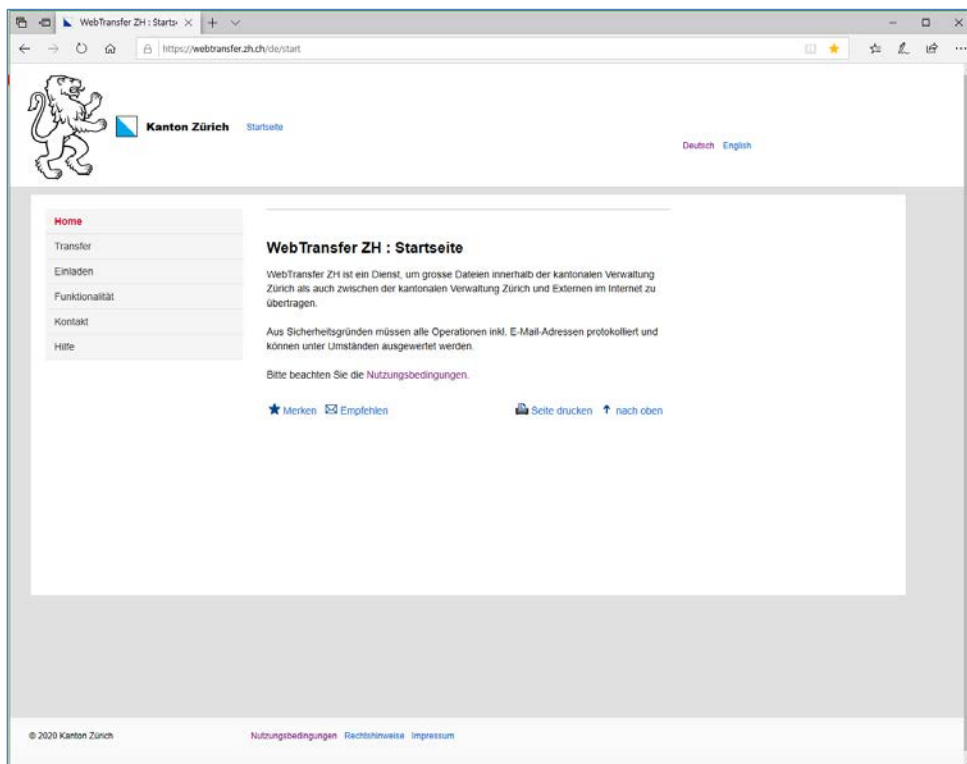 WebTransfer ZH : Starts
https://webtransfer.zh.ch/de/start
Kanton Zürich
Startseite
Deutsch English
Home
Transfer
Einladen
Funktionalität
Kontakt
Hilfe
WebTransfer ZH : Startseite
WebTransfer ZH ist ein Dienst, um grosse Dateien innerhalb der kantonalen Verwaltung
Zürich als auch zwischen der kantonalen Verwaltung Zürich und Externen im Internet zu
übertragen.
Aus Sicherheitsgründen müssen alle Operationen inkl. E-Mail-Adressen protokolliert und
können unter Umständen ausgewertet werden.
Bitte beachten Sie die Nutzungsbedingungen.
Merken Empfehlen Seite drucken nach oben
© 2020 Kanton Zürich Nutzungsbedingungen Rechtshinweise Impressum